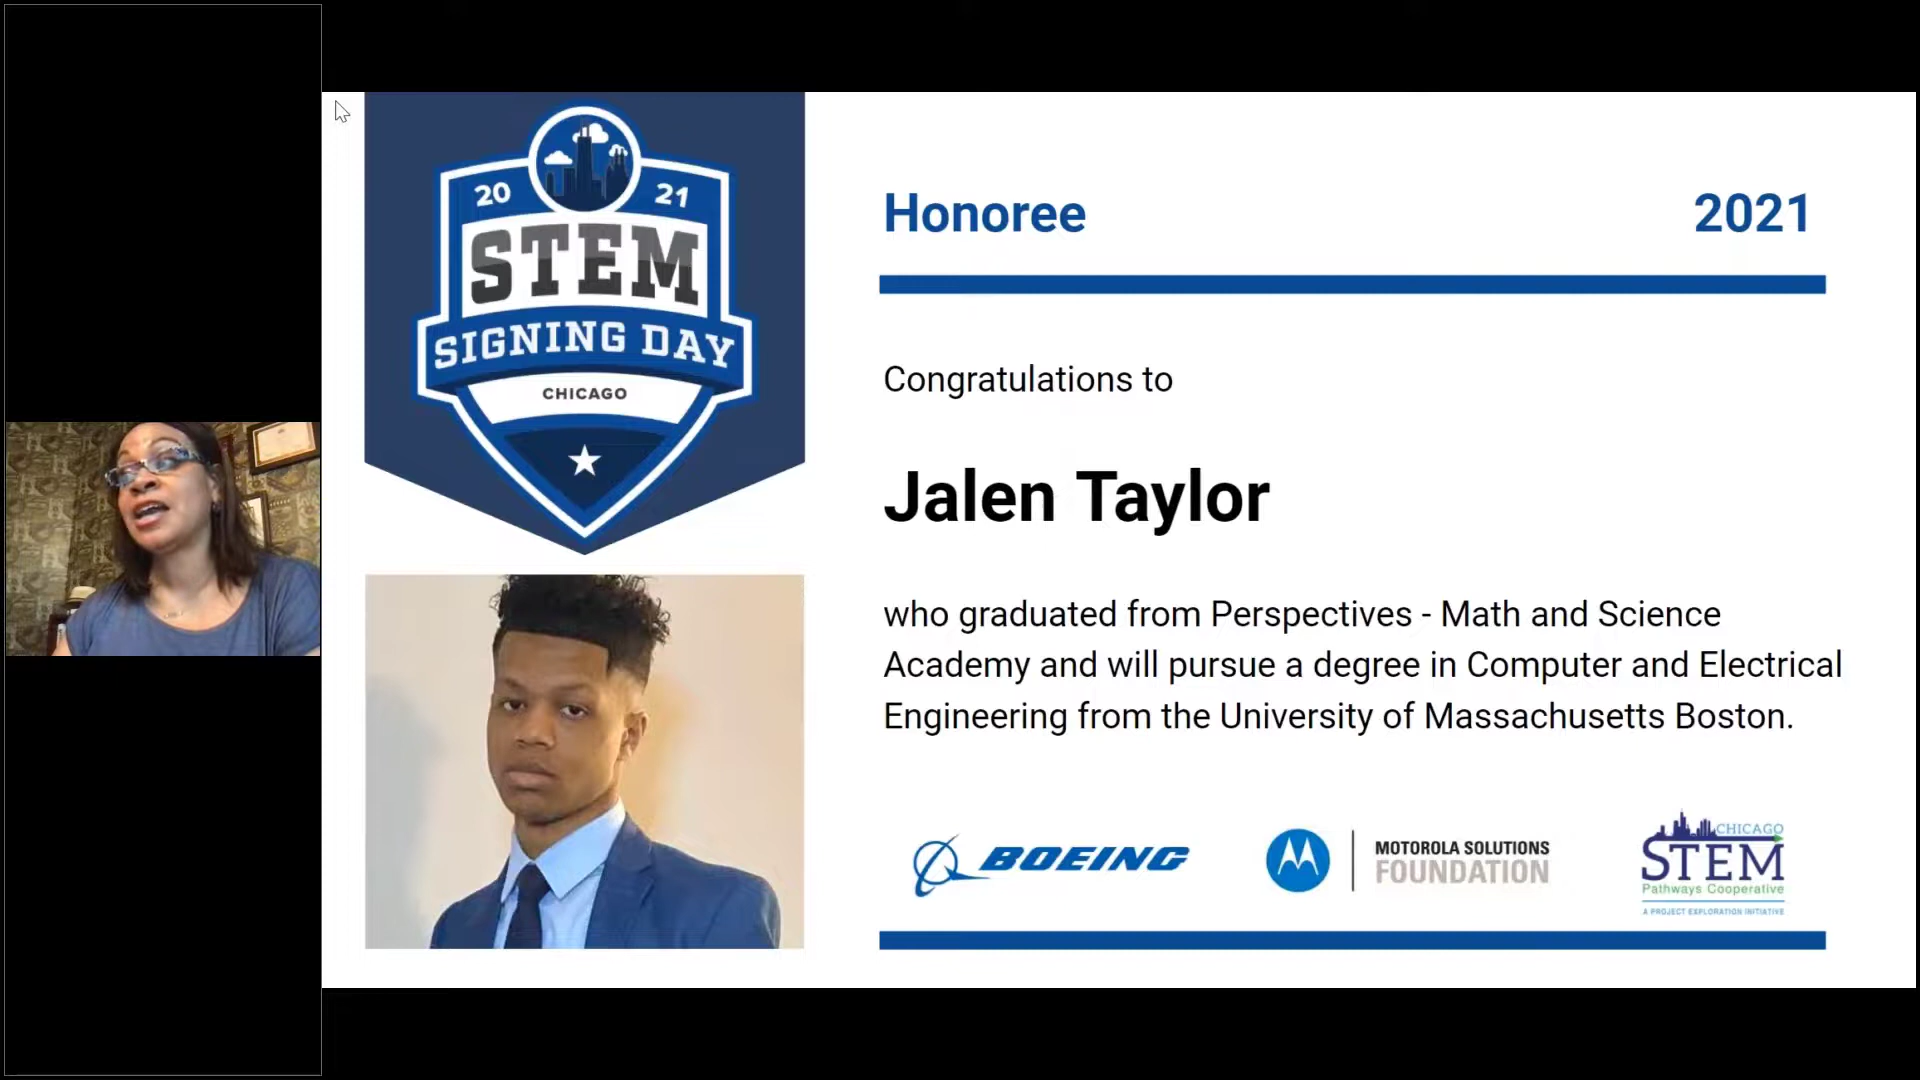 20 21
STEM
SIGNING DAY
CHICAGO
Honoree 2021
Congratulations to
Jalen Taylor
who graduated from Perspectives - Math and Science
Academy and will pursue a degree in Computer and Electrical
Engineering from the University of Massachusetts Boston.
BOEING
MOTOROLA SOLUTIONS
FOUNDATION
CHICAGO
STEM
Pathways Cooperative
A PROJECT EXPLORATION INITIATIVE